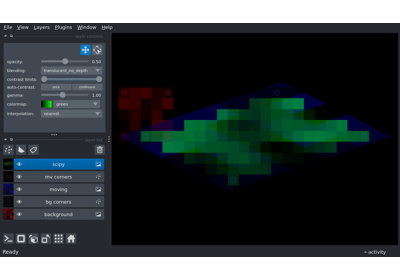 File View Layers Plugins Window Help
opacity: 0.50
blending: translucent_no_depth
contrast limits:
auto-contrast: once continuous
gamma: 1.00
colormap: green
interpolation: nearest
scipy
mv corners
moving
bg corners
background
Ready
activity